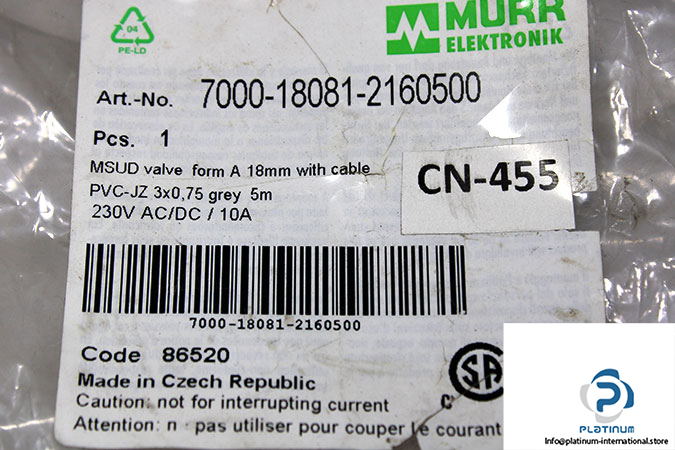 04
PE-LD
MURR
ELEKTRONIK
Art.-No. 7000-18081-2160500
Pcs. 1
MSUD valve form A 18mm with cable
PVC-JZ 3x0,75 grey 5m
230V AC/DC / 10A
CN-455
7000-18081-2160500
Code 86520
Made in Czech Republic
Caution: not for interrupting current
Attention: n pas utiliser pour couper le courant
C
PLATINUM
Info@platinum-international.store